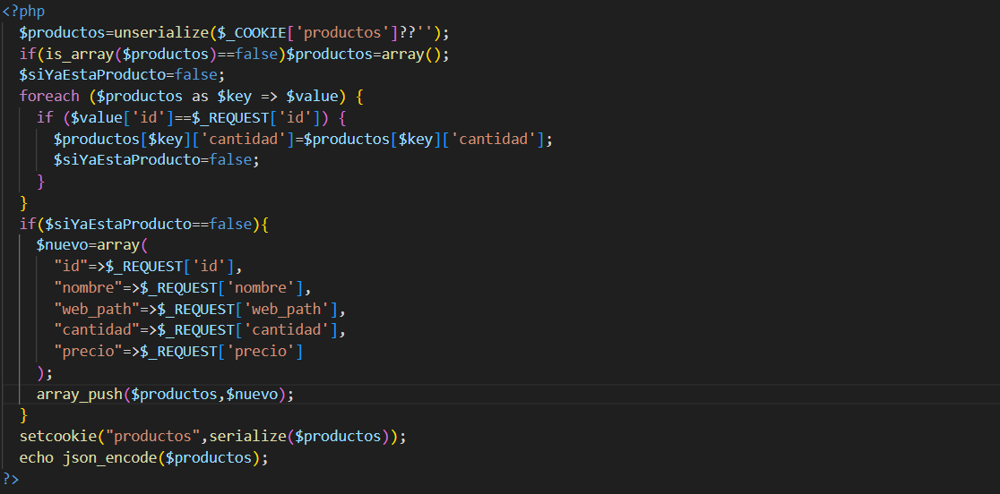 <?php
$productos=unserialize($_COOKIE['productos']??'');
if(is_array($productos)==false)$productos=array();
$siYaEstaProducto=false;
foreach ($productos as $key => $value) {
if ($value['id']==$_REQUEST['id']) {
$productos[$key]['cantidad']=$productos[$key]['cantidad'];
$siYaEstaProducto=false;
}
}
if($siYaEstaProducto==false){
$nuevo=array(
"id"=>$_REQUEST['id'],
"nombre"=>$_REQUEST['nombre'],
"web_path"=>$_REQUEST['web_path'],
"cantidad"=>$_REQUEST['cantidad'],
"precio"=>$_REQUEST['precio']
);
array_push($productos,$nuevo);
}
setcookie("productos",serialize($productos));
echo json_encode($productos);
?>